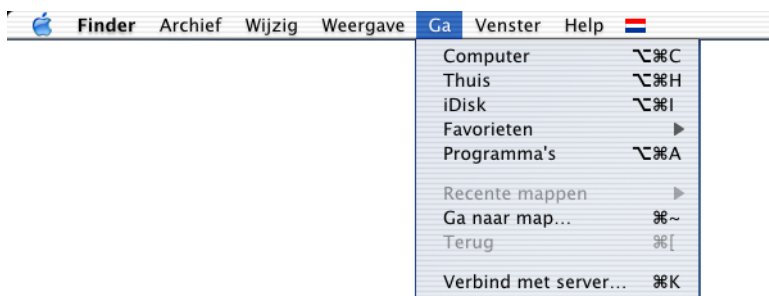 Finder Archief Wijzig Weergave Ga Venster Help
Computer ⌥⌘C
Thuis ⌥⌘H
iDisk ⌥⌘I
Favorieten ▶
Programma's ⌥⌘A
Recente mappen ▶
Ga naar map... ⌘~
Terug ⌘[
Verbind met server... ⌘K